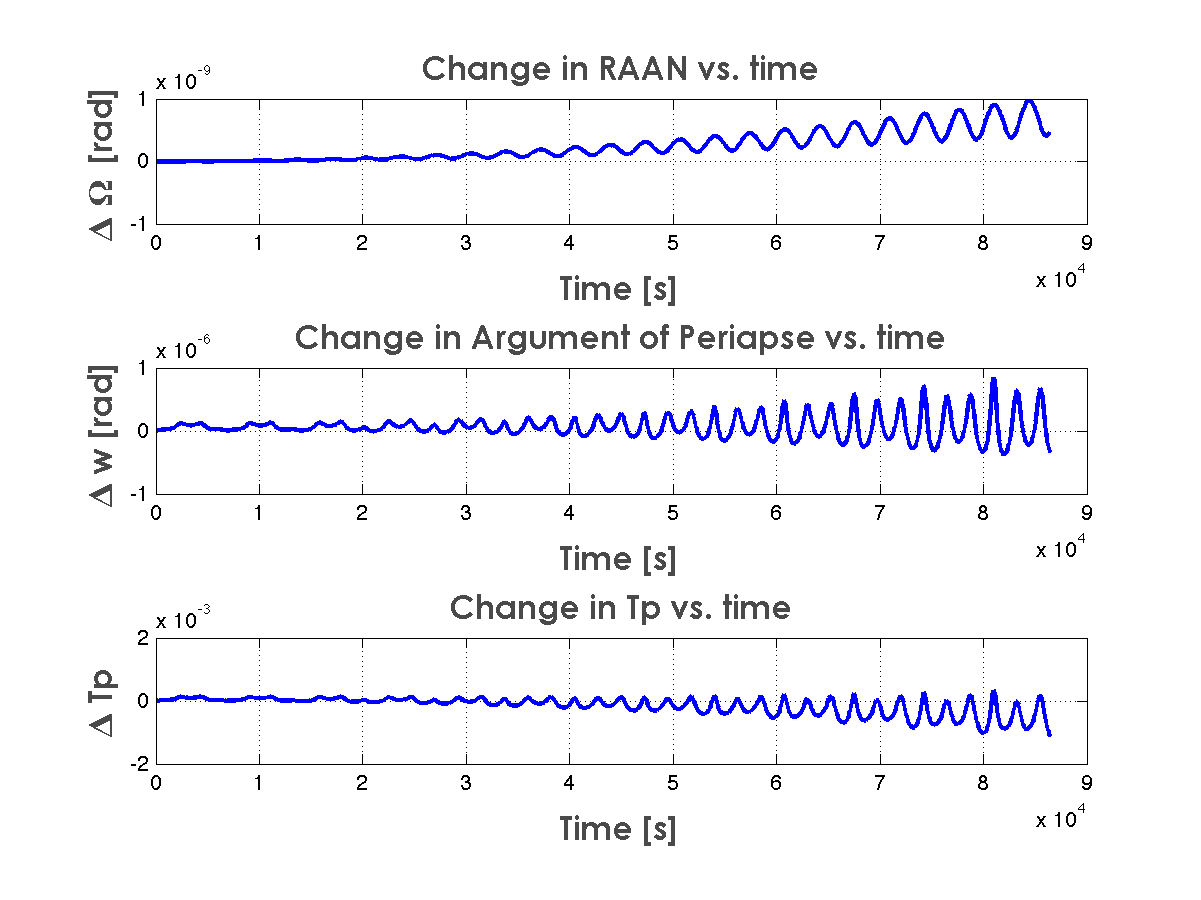 Change in RAAN vs. time
x 10^-9
Δ Ω [rad]
1
0
-1
0 1 2 3 4 5 6 7 8 9
x 10^4
Time [s]
Change in Argument of Periapse vs. time
x 10^-6
Δ w [rad]
1
0
-1
0 1 2 3 4 5 6 7 8 9
x 10^4
Time [s]
Change in Tp vs. time
x 10^-3
Δ Tp
2
0
-2
0 1 2 3 4 5 6 7 8 9
x 10^4
Time [s]